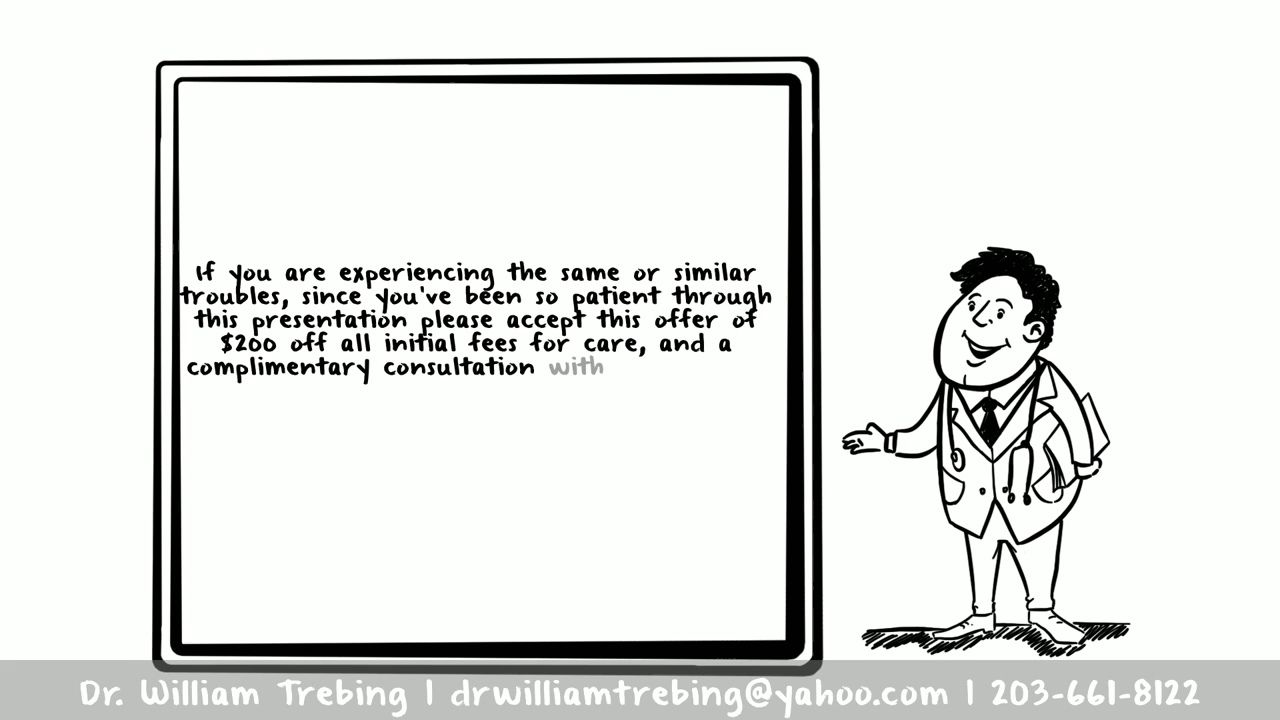 If you are experiencing the same or similar
troubles, since you've been so patient through
this presentation please accept this offer of
$200 off all initial fees for care, and a
complimentary consultation with
Dr. William Trebing | drwilliamtrebing@yahoo.com | 203-661-8122